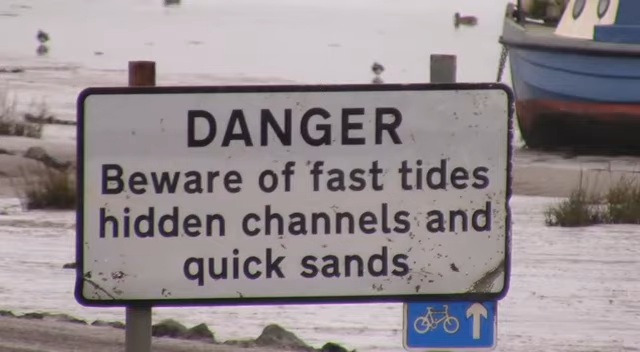 DANGER
Beware of fast tides
hidden channels and
quick sands